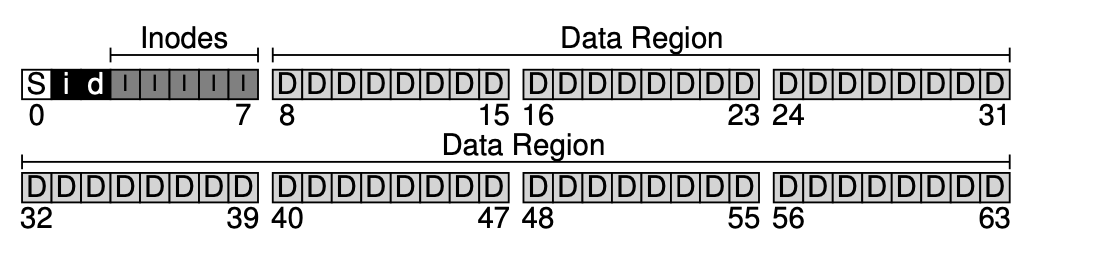 Inodes Data Region
S i d I I I I I D D D D D D D D D D D D D D D D D D D D D D D D
0 7 8 15 16 23 24 31
Data Region
D D D D D D D D D D D D D D D D D D D D D D D D D D D D D D D D
32 39 40 47 48 55 56 63